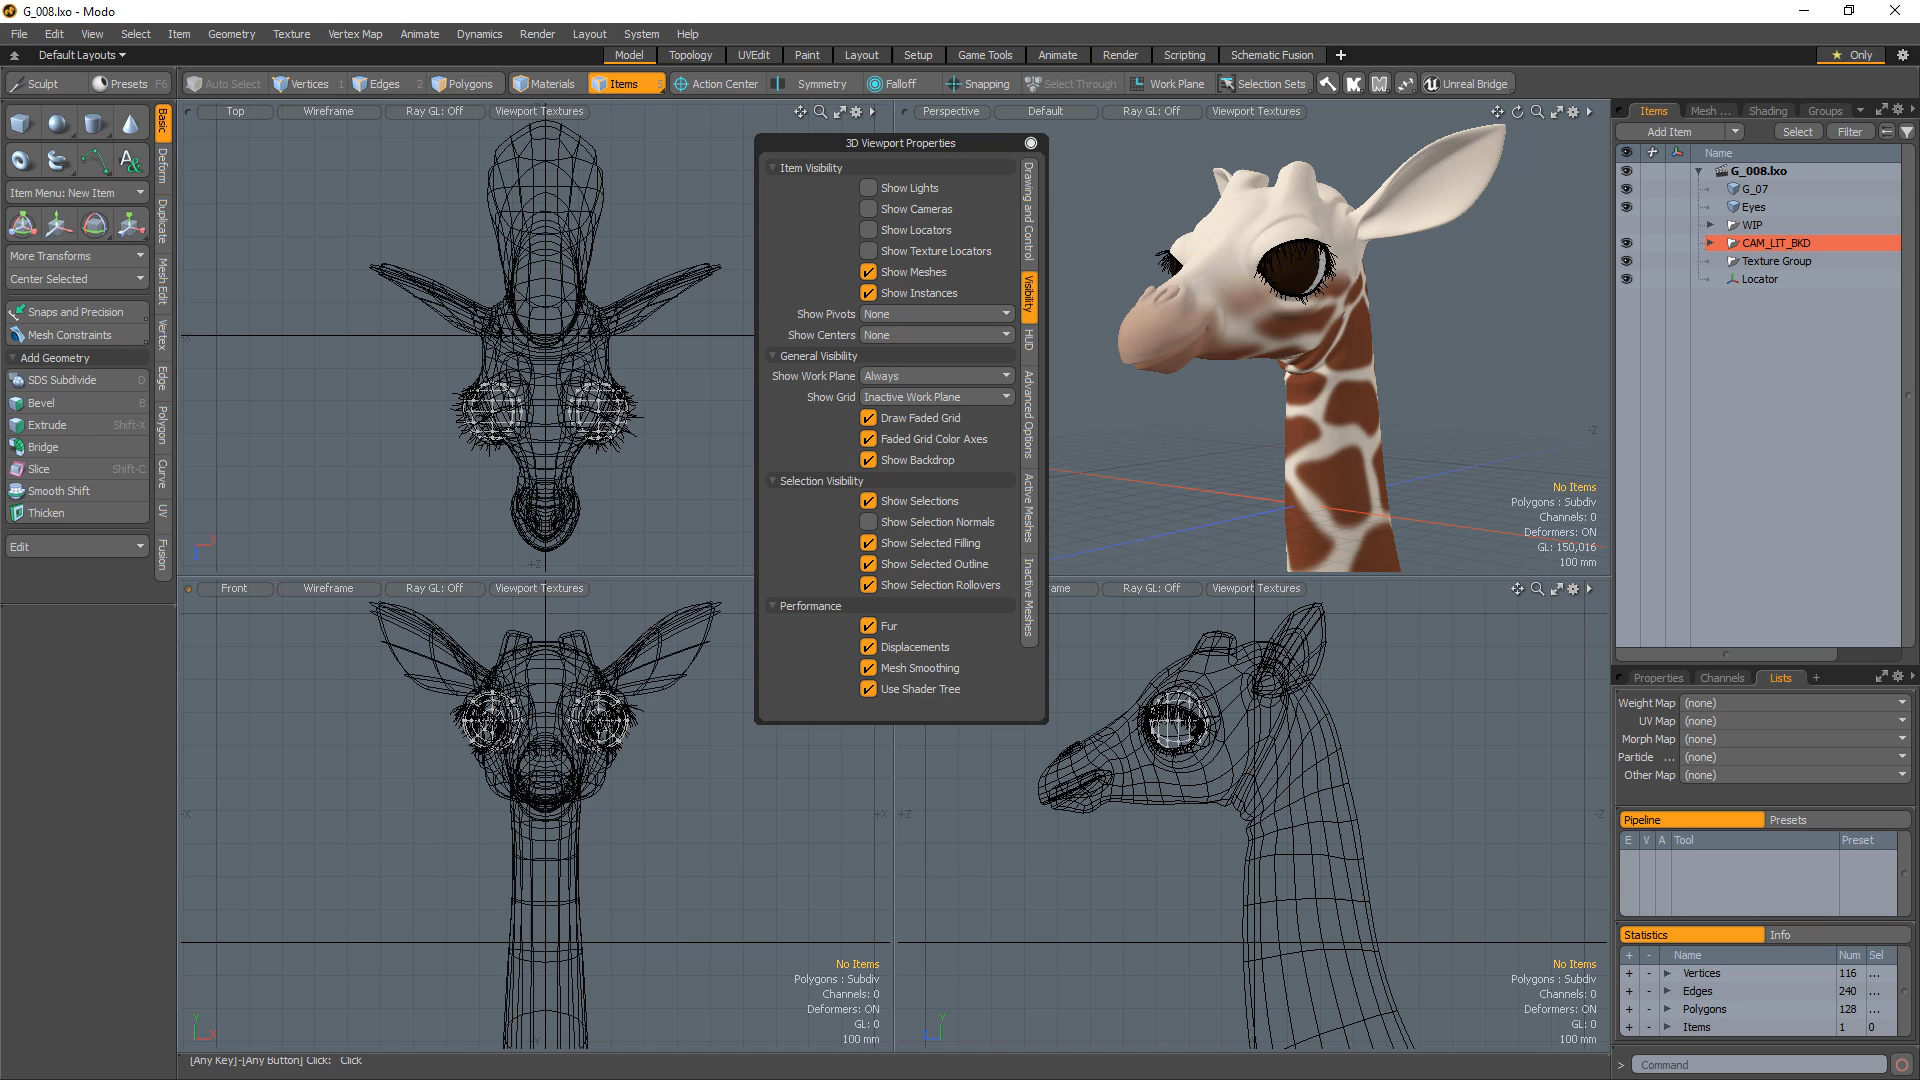 G_008.lxo - Modo
File Edit View Select Item Geometry Texture Vertex Map Animate Dynamics Render Layout System Help
Default Layouts
Model Topology UVEdit Paint Layout Setup Game Tools Animate Render Scripting Schematic Fusion
Only
Sculpt Presets F6
Auto Select Vertices 1 Edges 2 Polygons Materials Items 5 Action Center Symmetry Falloff Snapping Select Through Work Plane Selection Sets Unreal Bridge
Basic
Deform
Duplicate
Mesh Edit
Vertex
Edge
Polygon
Curve
UV
Fusion
Item Menu: New Item
More Transforms
Center Selected
Snaps and Precision
Mesh Constraints
Add Geometry
SDS Subdivide D
Bevel B
Extrude Shift-X
Bridge
Slice Shift-C
Smooth Shift
Thicken
Edit
Top Wireframe Ray GL: Off Viewport Textures
+Z
X
Perspective Default Ray GL: Off Viewport Textures
-Z
No Items
Polygons : Subdiv
Channels: 0
Deformers: ON
GL: 150,016
100 mm
3D Viewport Properties
Item Visibility
Show Lights
Show Cameras
Show Locators
Show Texture Locators
Show Meshes
Show Instances
Show Pivots None
Show Centers None
General Visibility
Show Work Plane Always
Show Grid Inactive Work Plane
Draw Faded Grid
Faded Grid Color Axes
Show Backdrop
Selection Visibility
Show Selections
Show Selection Normals
Show Selected Filling
Show Selected Outline
Show Selection Rollovers
Performance
Fur
Displacements
Mesh Smoothing
Use Shader Tree
Drawing and Control
Visibility
HUD
Advanced Options
Active Meshes
Inactive Meshes
Front Wireframe Ray GL: Off Viewport Textures
-X
+X
Y
X
No Items
Polygons : Subdiv
Channels: 0
Deformers: ON
GL: 0
100 mm
ame Ray GL: Off Viewport Textures
+Z
-Z
Y
No Items
Polygons : Subdiv
Channels: 0
Deformers: ON
GL: 0
100 mm
Items Mesh ... Shading Groups
Add Item Select Filter
Name
G_008.lxo
G_07
Eyes
WIP
CAM_LIT_BKD
Texture Group
Locator
Properties Channels Lists +
Weight Map (none)
UV Map (none)
Morph Map (none)
Particle ... (none)
Other Map (none)
Pipeline Presets
E V A Tool Preset
Statistics Info
+ - Name Num Sel
+ - Vertices 116 ...
+ - Edges 240 ...
+ - Polygons 128 ...
+ - Items 1 0
[Any Key]-[Any Button] Click: Click
> Command